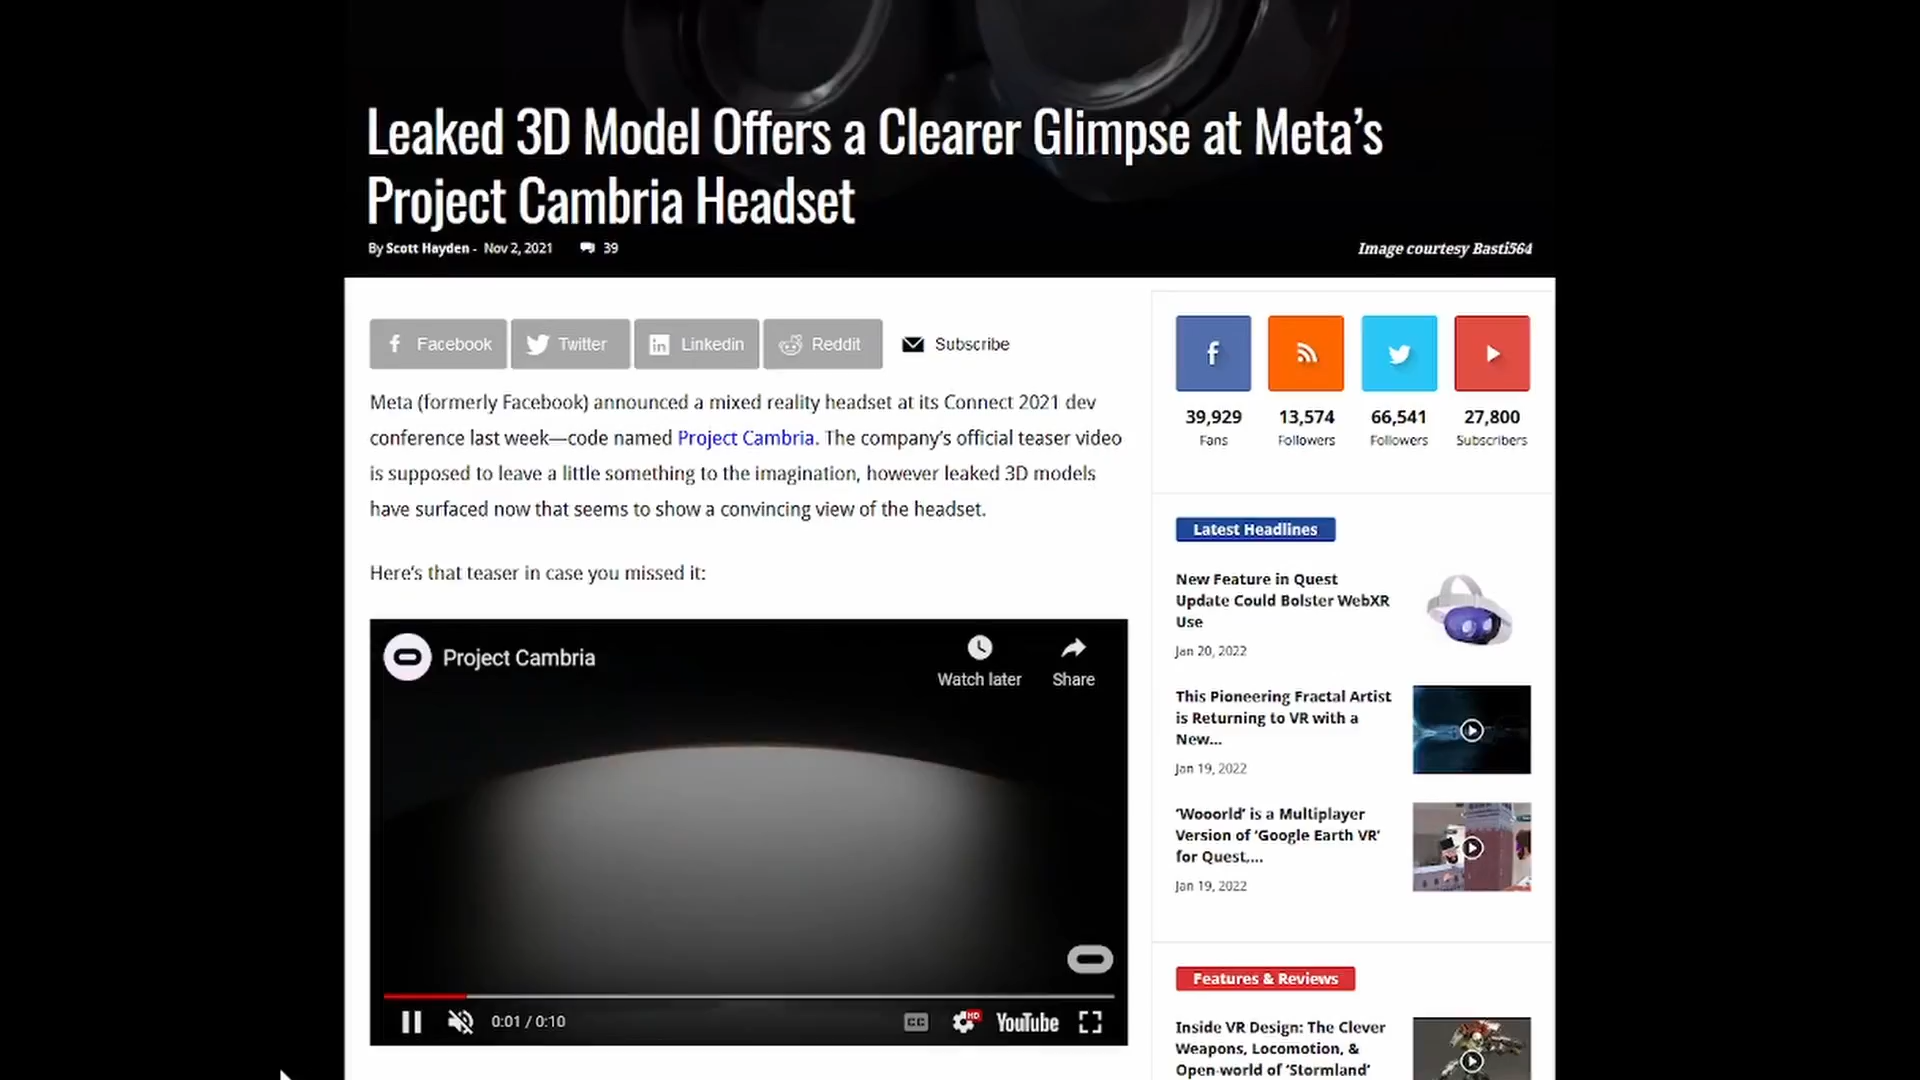 Leaked 3D Model Offers a Clearer Glimpse at Meta's
Project Cambria Headset
By Scott Hayden - Nov 2, 2021 39
Image courtesy Basti564
Facebook Twitter Linkedin Reddit Subscribe
Meta (formerly Facebook) announced a mixed reality headset at its Connect 2021 dev
conference last week—code named Project Cambria. The company's official teaser video
is supposed to leave a little something to the imagination, however leaked 3D models
have surfaced now that seems to show a convincing view of the headset.
Here's that teaser in case you missed it:
Project Cambria
Watch later Share
0:01 / 0:10
CC HD YouTube
39,929 13,574 66,541 27,800
Fans Followers Followers Subscribers
Latest Headlines
New Feature in Quest
Update Could Bolster WebXR
Use
Jan 20, 2022
This Pioneering Fractal Artist
is Returning to VR with a
New...
Jan 19, 2022
'Wooorld' is a Multiplayer
Version of 'Google Earth VR'
for Quest,...
Jan 19, 2022
Features & Reviews
Inside VR Design: The Clever
Weapons, Locomotion, &
Open-world of 'Stormland'